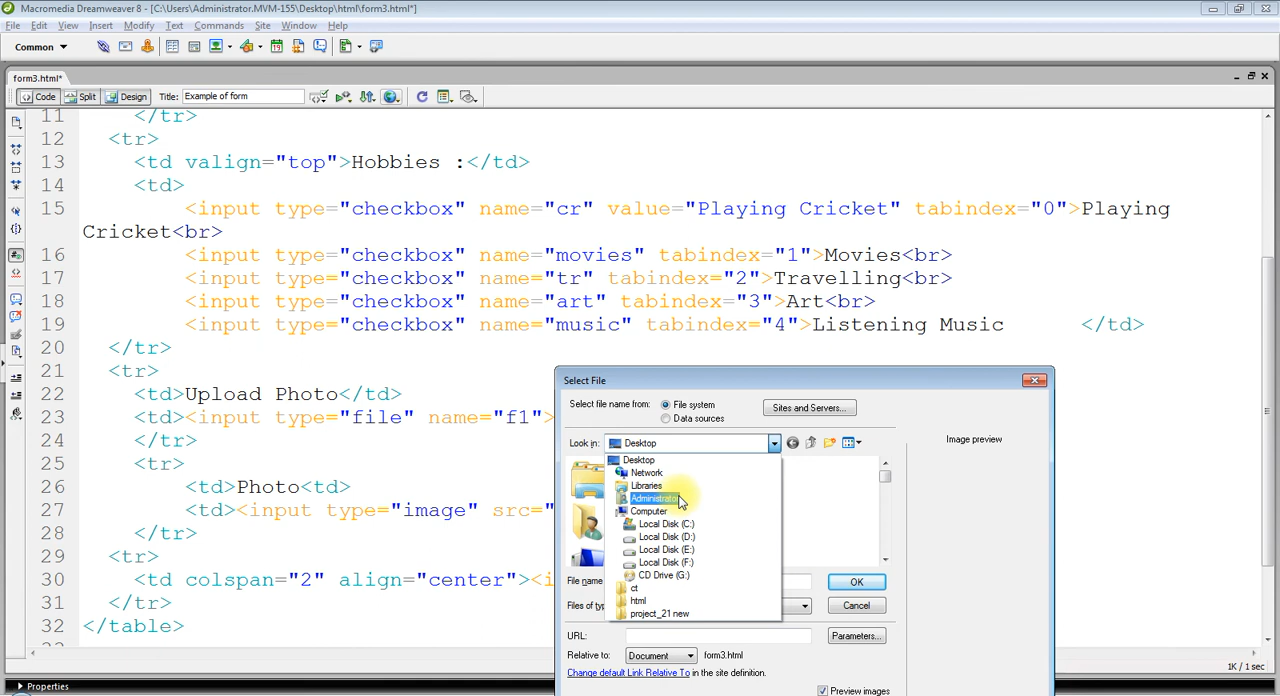 Macromedia Dreamweaver 8 - [C:\Users\Administrator.MVM-155\Desktop\html\form3.html*]
File Edit View Insert Modify Text Commands Site Window Help
Common
form3.html*
Code Split Design Title: Example of form
11 </tr>
12 <tr>
13 <td valign="top">Hobbies :</td>
14 <td>
15 <input type="checkbox" name="cr" value="Playing Cricket" tabindex="0">Playing
Cricket<br>
16 <input type="checkbox" name="movies" tabindex="1">Movies<br>
17 <input type="checkbox" name="tr" tabindex="2">Travelling<br>
18 <input type="checkbox" name="art" tabindex="3">Art<br>
19 <input type="checkbox" name="music" tabindex="4">Listening Music </td>
20 </tr>
21 <tr>
22 <td>Upload Photo</td>
23 <td><input type="file" name="f1">
24 </tr>
25 <tr>
26 <td>Photo<td>
27 <td><input type="image" src="
28 </tr>
29 <tr>
30 <td colspan="2" align="center"><i
31 </tr>
32 </table>
Select File
Select file name from: File system
Data sources
Sites and Servers...
Look in: Desktop
Image preview
Desktop
Network
Libraries
Administrator
Computer
Local Disk (C:)
Local Disk (D:)
Local Disk (E:)
Local Disk (F:)
CD Drive (G:)
ct
html
project_21 new
File name
OK
Files of typ
Cancel
URL:
Parameters...
Relative to: Document form3.html
Change default Link Relative To in the site definition.
Preview images
1K / 1 sec
Properties